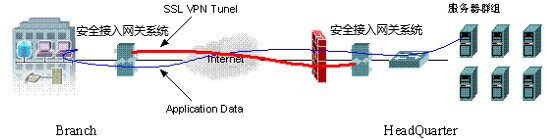 SSL VPN Tunel
服务器群组
安全接入网关系统
安全接入网关系统
Internet
Application Data
Branch
HeadQuarter